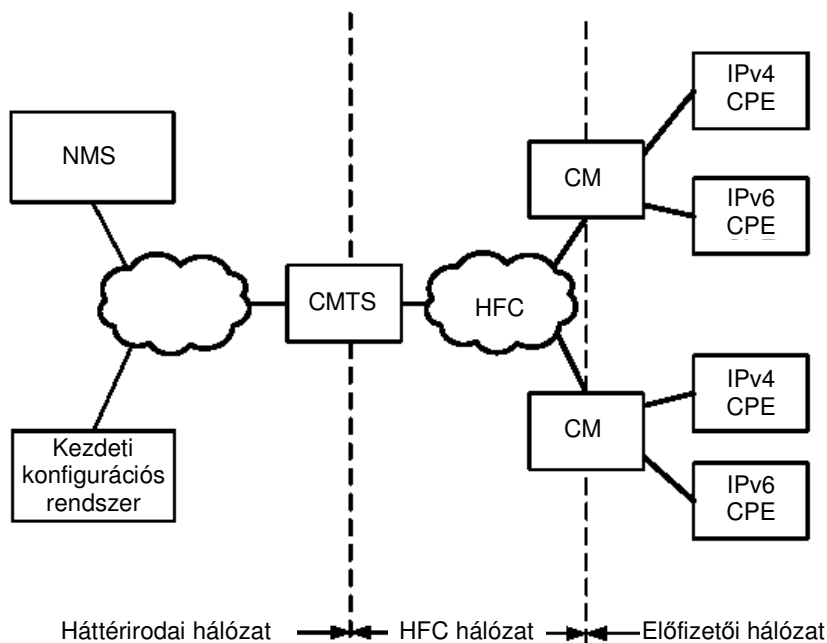 IPv4
CPE
NMS
CM
IPv6
CPE
CMTS
HFC
IPv4
CPE
CM
Kezdeti
konfigurációs
rendszer
IPv6
CPE
Háttérirodai hálózat
HFC hálózat
Előfizetői hálózat